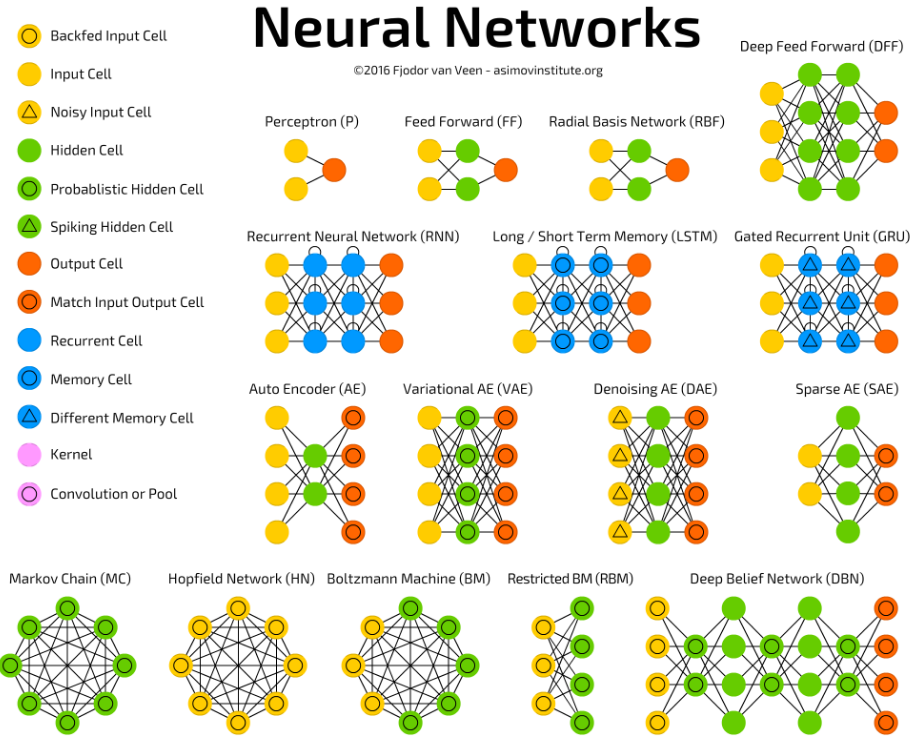 Neural Networks
©2016 Fjodor van Veen - asimovinstitute.org
Backfed Input Cell
Input Cell
Noisy Input Cell
Hidden Cell
Probablistic Hidden Cell
Spiking Hidden Cell
Output Cell
Match Input Output Cell
Recurrent Cell
Memory Cell
Different Memory Cell
Kernel
Convolution or Pool
Deep Feed Forward (DFF)
Perceptron (P)
Feed Forward (FF)
Radial Basis Network (RBF)
Recurrent Neural Network (RNN)
Long / Short Term Memory (LSTM)
Gated Recurrent Unit (GRU)
Auto Encoder (AE)
Variational AE (VAE)
Denoising AE (DAE)
Sparse AE (SAE)
Markov Chain (MC)
Hopfield Network (HN)
Boltzmann Machine (BM)
Restricted BM (RBM)
Deep Belief Network (DBN)